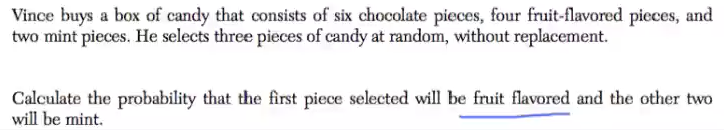 Vince buys a box of candy that consists of six chocolate pieces, four fruit-flavored pieces, and
two mint pieces. He selects three pieces of candy at random, without replacement.
Calculate the probability that the first piece selected will be fruit flavored and the other two
will be mint.